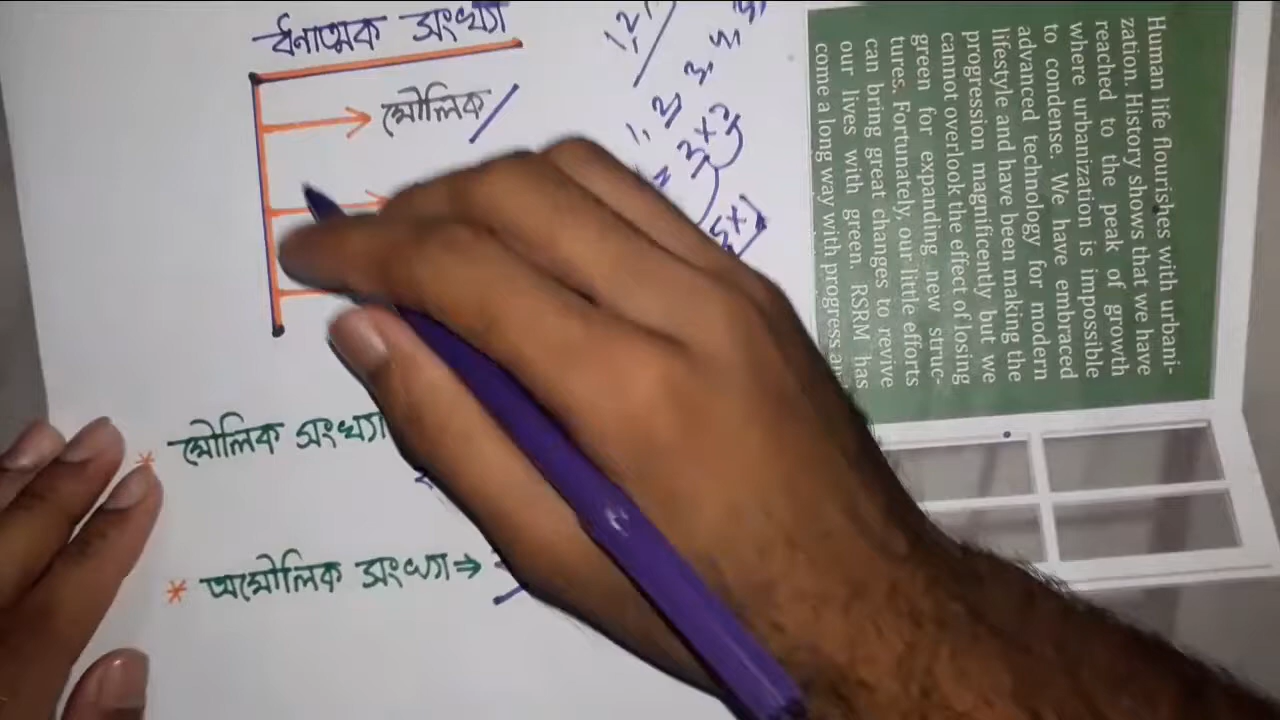 র্ধনাত্মক সংখ্যা
মৌলিক
* মৌলিক সংখ্যা
* অমৌলিক সংখ্যা ⇒
Human life flourishes with urbani-
zation. History shows that we have
reached to the peak of growth
where urbanization is impossible
to condense. We have embraced
advanced technology for modern
lifestyle and have been making the
progression magnificently but we
cannot overlook the effect of losing
green for expanding new struc-
tures. Fortunately, our little efforts
can bring great changes to revive
our lives with green. RSRM has
come a long way with progress